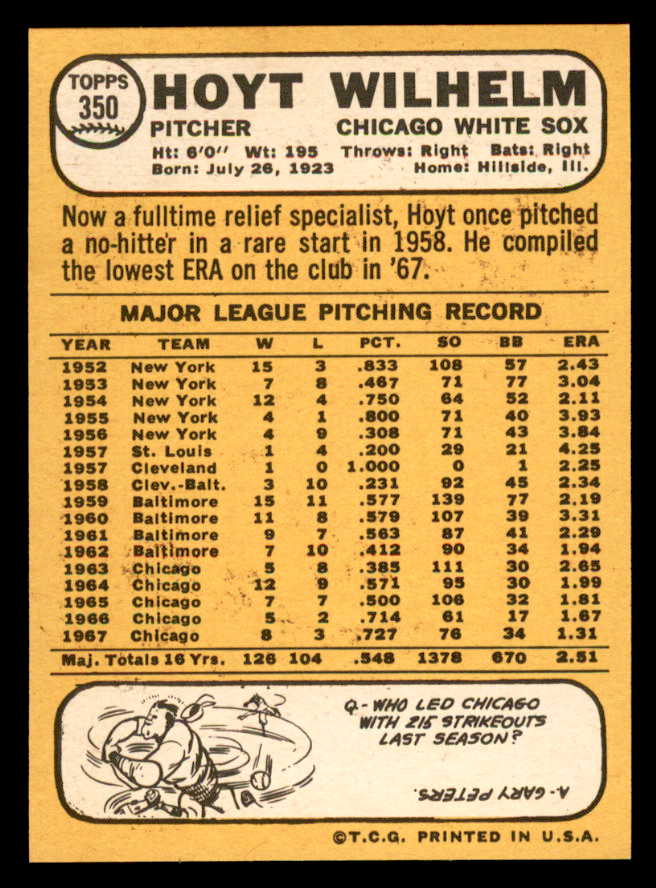 TOPPS
350
HOYT WILHELM
PITCHER CHICAGO WHITE SOX
Ht: 6'0" Wt: 195 Throws: Right Bats: Right
Born: July 26, 1923 Home: Hillside, Ill.
Now a fulltime relief specialist, Hoyt once pitched
a no-hitter in a rare start in 1958. He compiled
the lowest ERA on the club in '67.
MAJOR LEAGUE PITCHING RECORD
YEAR TEAM W L PCT. SO BB ERA
1952 New York 15 3 .833 108 57 2.43
1953 New York 7 8 .467 71 77 3.04
1954 New York 12 4 .750 64 52 2.11
1955 New York 4 1 .800 71 40 3.93
1956 New York 4 9 .308 71 43 3.84
1957 St. Louis 1 4 .200 29 21 4.25
1957 Cleveland 1 0 1.000 0 1 2.25
1958 Clev.-Balt. 3 10 .231 92 45 2.34
1959 Baltimore 15 11 .577 139 77 2.19
1960 Baltimore 11 8 .579 107 39 3.31
1961 Baltimore 9 7 .563 87 41 2.29
1962 Baltimore 7 10 .412 90 34 1.94
1963 Chicago 5 8 .385 111 30 2.65
1964 Chicago 12 9 .571 95 30 1.99
1965 Chicago 7 7 .500 106 32 1.81
1966 Chicago 5 2 .714 61 17 1.67
1967 Chicago 8 3 .727 76 34 1.31
Maj. Totals 16 Yrs. 126 104 .548 1378 670 2.51
Q- WHO LED CHICAGO
WITH 215 STRIKEOUTS
LAST SEASON?
A- GARY PETERS.
©T.C.G. PRINTED IN U.S.A.